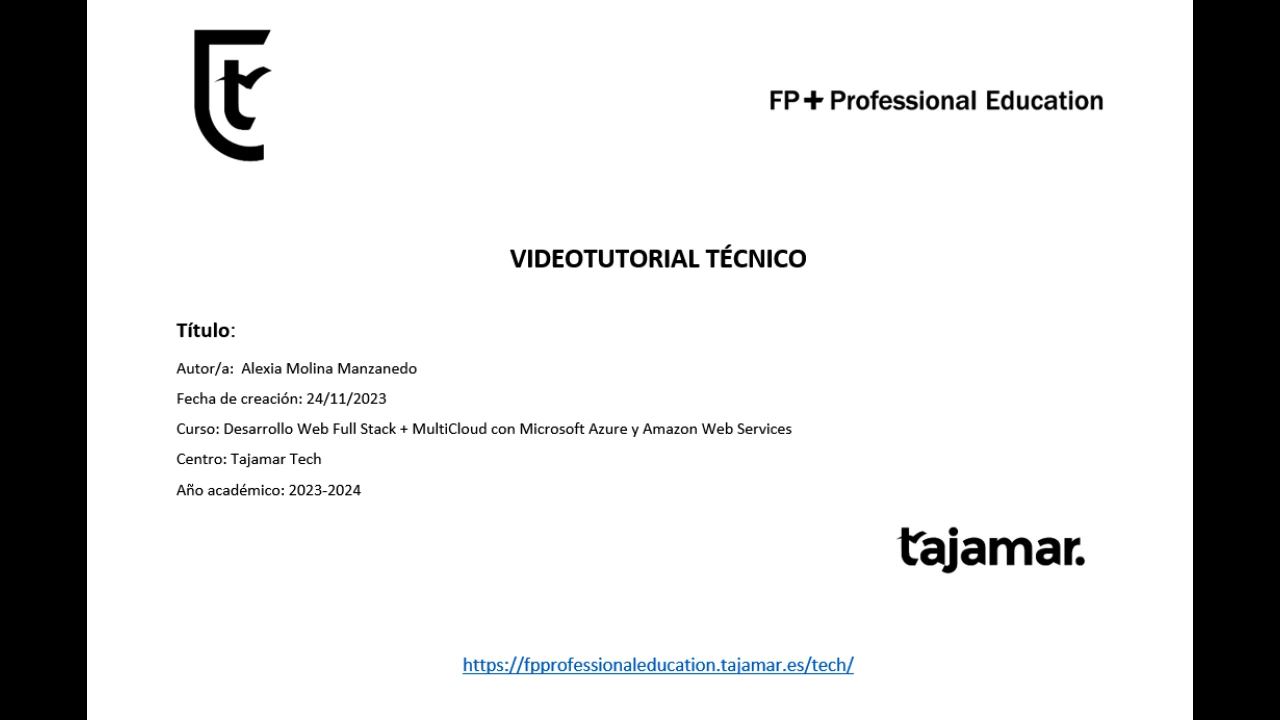 FP+ Professional Education
VIDEOTUTORIAL TÉCNICO
Título:
Autor/a: Alexia Molina Manzanedo
Fecha de creación: 24/11/2023
Curso: Desarrollo Web Full Stack + MultiCloud con Microsoft Azure y Amazon Web Services
Centro: Tajamar Tech
Año académico: 2023-2024
tajamar.
https://fpprofessionaleducation.tajamar.es/tech/